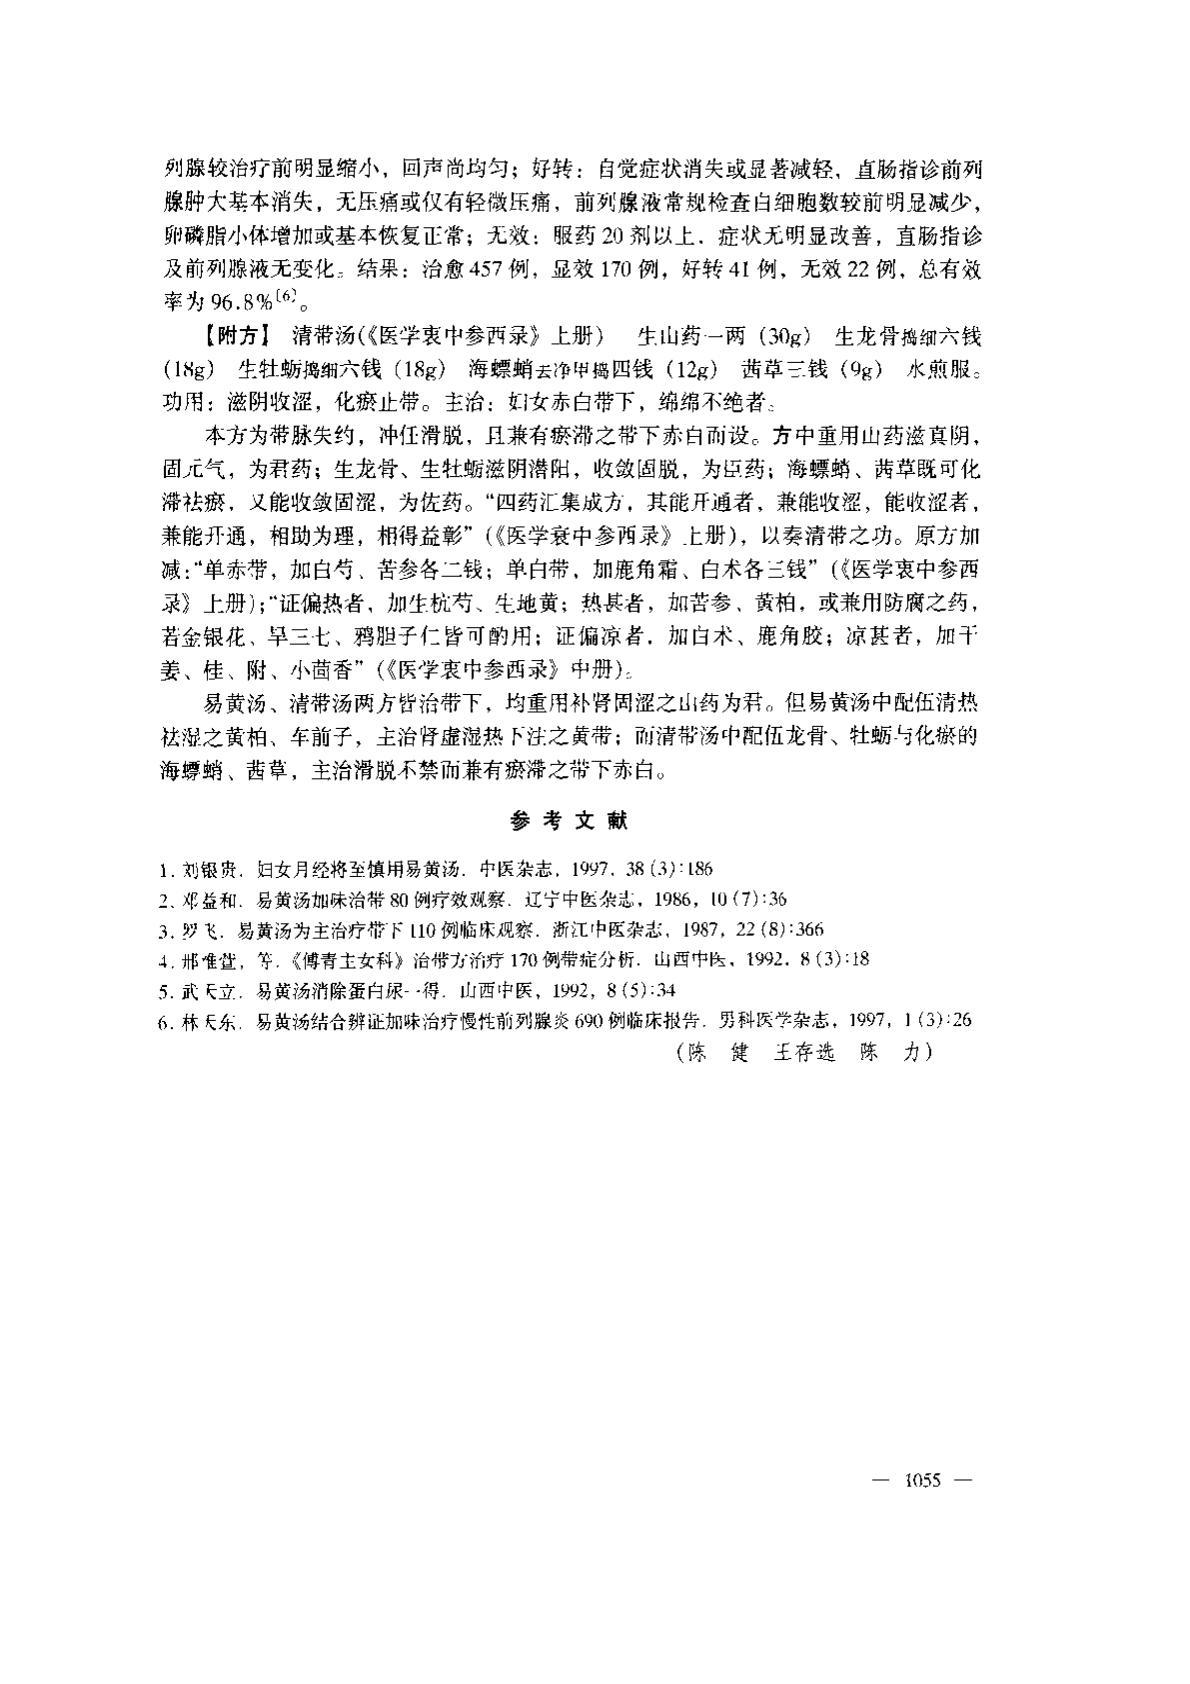 列腺较治疗前明显缩小，回声尚均匀；好转：自觉症状消失或显著减轻，直肠指诊前列
腺肿大基本消失，无压痛或仅有轻微压痛，前列腺液常规检查白细胞数较前明显减少，
卵磷脂小体增加或基本恢复正常；无效：服药 20 剂以上，症状无明显改善，直肠指诊
及前列腺液无变化。结果：治愈 457 例，显效 170 例，好转 41 例，无效 22 例，总有效
率为 96.8%〔6〕。
【附方】 清带汤(《医学衷中参西录》上册) 生山药一两（30g） 生龙骨捣细六钱
(18g) 生牡蛎捣细六钱（18g） 海螵蛸去净甲捣四钱（12g） 茜草三钱（9g） 水煎服。
功用：滋阴收涩，化瘀止带。主治：妇女赤白带下，绵绵不绝者。
本方为带脉失约，冲任滑脱，且兼有瘀滞之带下赤白而设。方中重用山药滋真阴，
固元气，为君药；生龙骨、生牡蛎滋阴潜阳，收敛固脱，为臣药；海螵蛸、茜草既可化
滞祛瘀，又能收敛固涩，为佐药。“四药汇集成方，其能开通者，兼能收涩，能收涩者，
兼能开通，相助为理，相得益彰”(《医学衷中参西录》上册)，以奏清带之功。原方加
减：“单赤带，加白芍、苦参各二钱；单白带，加鹿角霜、白术各三钱”(《医学衷中参西
录》上册)；“证偏热者，加生杭芍、生地黄；热甚者，加苦参、黄柏，或兼用防腐之药，
若金银花、旱三七、鸦胆子仁皆可酌用；证偏凉者，加白术、鹿角胶；凉甚者，加干
姜、桂、附、小茴香”(《医学衷中参西录》中册)。
易黄汤、清带汤两方皆治带下，均重用补肾固涩之山药为君。但易黄汤中配伍清热
祛湿之黄柏、车前子，主治肾虚湿热下注之黄带；而清带汤中配伍龙骨、牡蛎与化瘀的
海螵蛸、茜草，主治滑脱不禁而兼有瘀滞之带下赤白。
参 考 文 献
1. 刘银贵．妇女月经将至慎用易黄汤．中医杂志，1997，38 (3):186
2、邓益和．易黄汤加味治带 80 例疗效观察．辽宁中医杂志，1986，10 (7):36
3. 罗飞．易黄汤为主治疗带下 110 例临床观察．浙江中医杂志，1987，22 (8):366
4. 邢维萱，等．《傅青主女科》治带方治疗 170 例带症分析．山西中医，1992，8 (3):18
5. 武天立．易黄汤消除蛋白尿一得．山西中医，1992，8 (5):34
6. 林天东．易黄汤结合辨证加味治疗慢性前列腺炎 690 例临床报告．男科医学杂志，1997，1 (3):26
(陈 健 王存选 陈 力)
— 1055 —